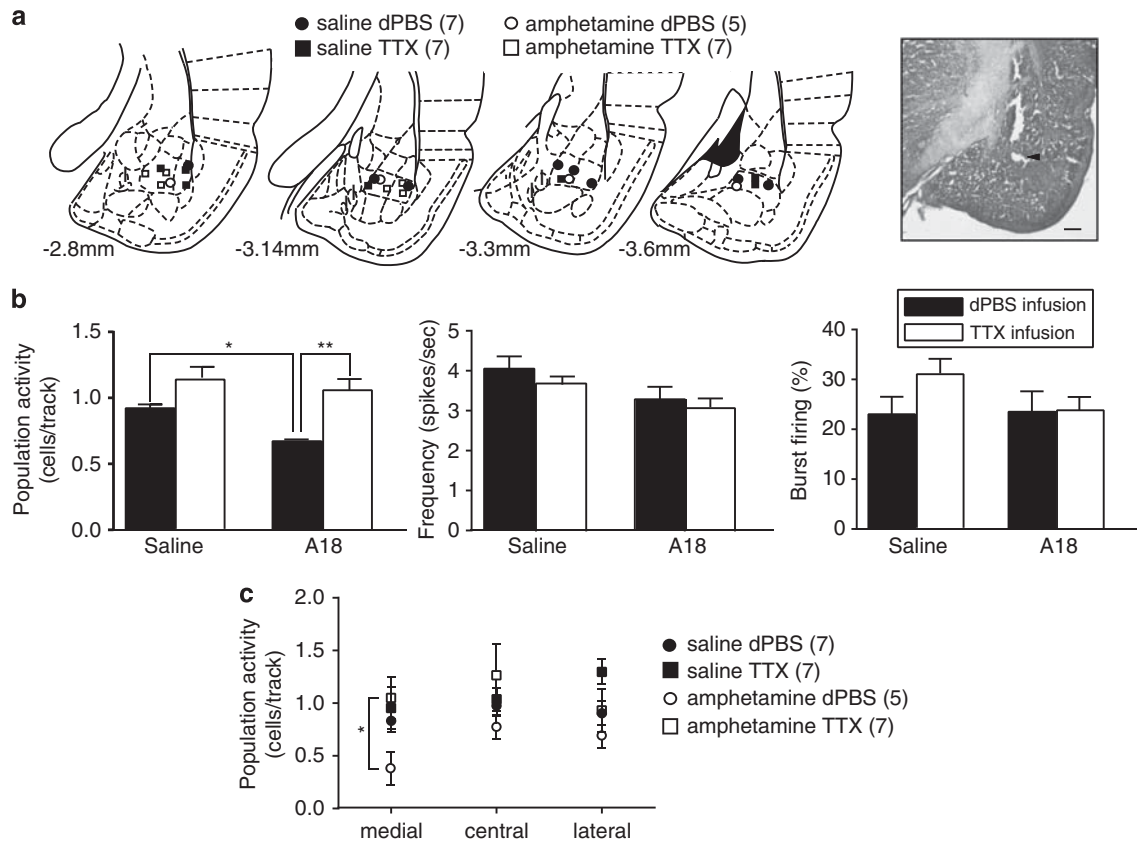 a
● saline dPBS (7)
○ amphetamine dPBS (5)
■ saline TTX (7)
□ amphetamine TTX (7)
-2.8mm
-3.14mm
-3.3mm
-3.6mm
b
Population activity
(cells/track)
1.5
1.0
0.5
0.0
*
**
Saline
A18
Frequency (spikes/sec)
5
4
3
2
1
0
Saline
A18
dPBS infusion
TTX infusion
Burst firing (%)
40
30
20
10
0
Saline
A18
c
Population activity
(cells/track)
2.0
1.5
1.0
0.5
0.0
*
medial
central
lateral
● saline dPBS (7)
■ saline TTX (7)
○ amphetamine dPBS (5)
□ amphetamine TTX (7)